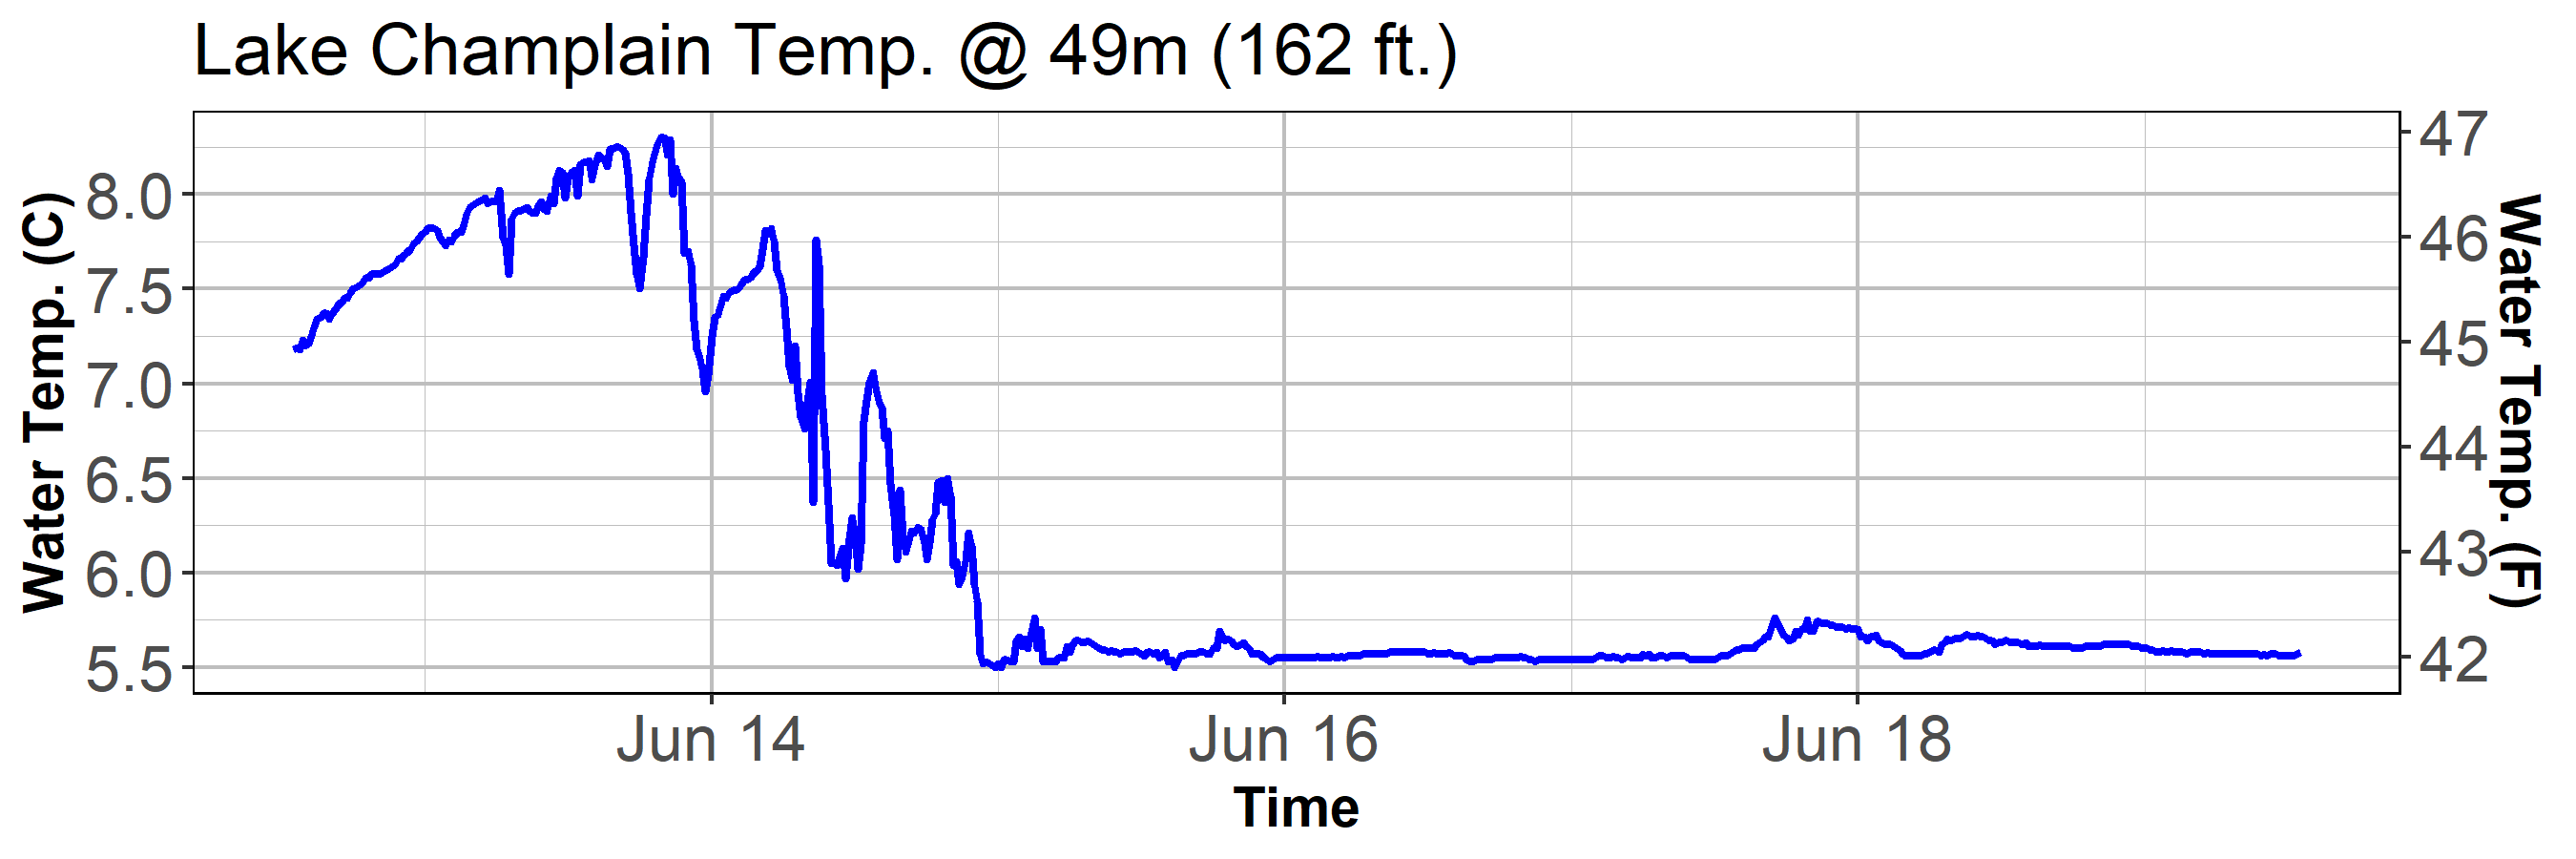 Lake Champlain Temp. @ 49m (162 ft.)
Water Temp. (C)
8.0
7.5
7.0
6.5
6.0
5.5
47
46
45
44
43
42
Water Temp. (F)
Jun 14
Jun 16
Jun 18
Time